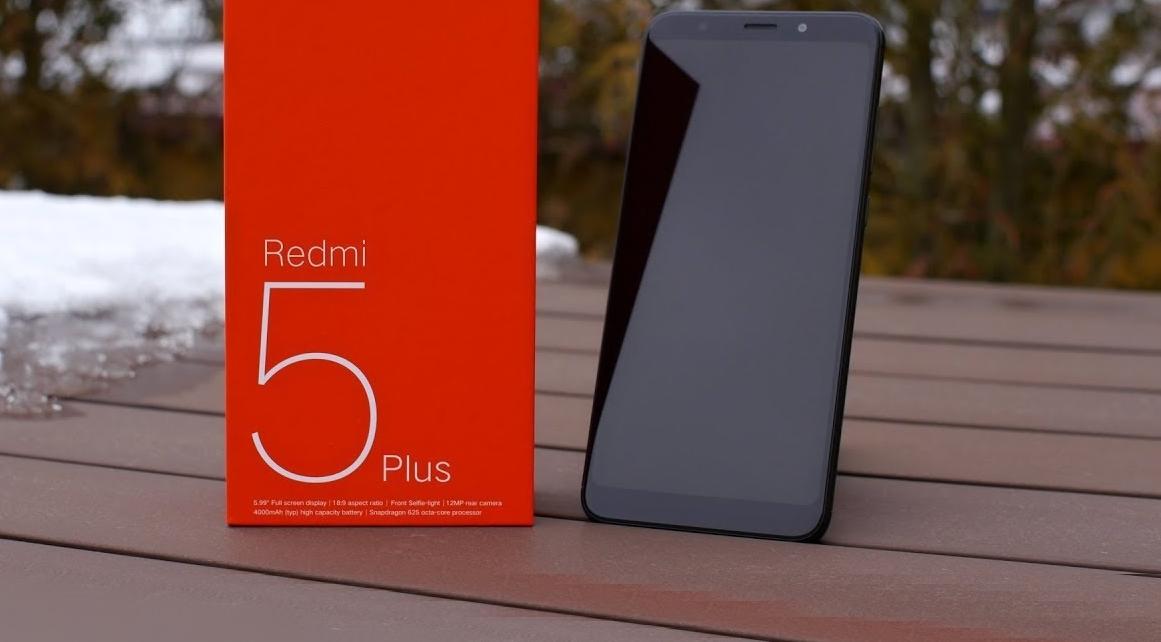 Redmi
5 Plus
5.99" Full screen display | 18:9 aspect ratio | Front Selfie-light | 12MP rear camera
4000mAh (typ) high capacity battery | Snapdragon 625 octa-core processor